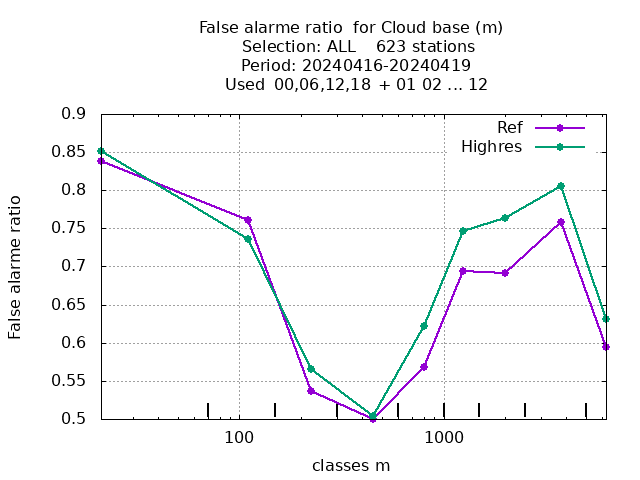 False alarme ratio  for Cloud base (m)
Selection: ALL    623 stations
Period: 20240416-20240419
Used  00,06,12,18 + 01 02 ... 12
Ref
Highres
0.9
0.85
0.8
0.75
0.7
0.65
0.6
0.55
0.5
False alarme ratio
100
1000
classes m